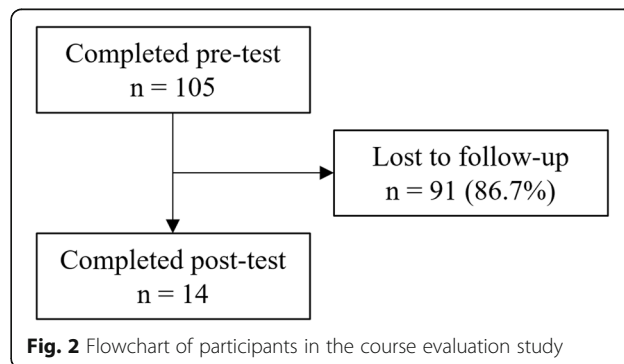 Completed pre-test
n = 105
Lost to follow-up
n = 91 (86.7%)
Completed post-test
n = 14
Fig. 2 Flowchart of participants in the course evaluation study